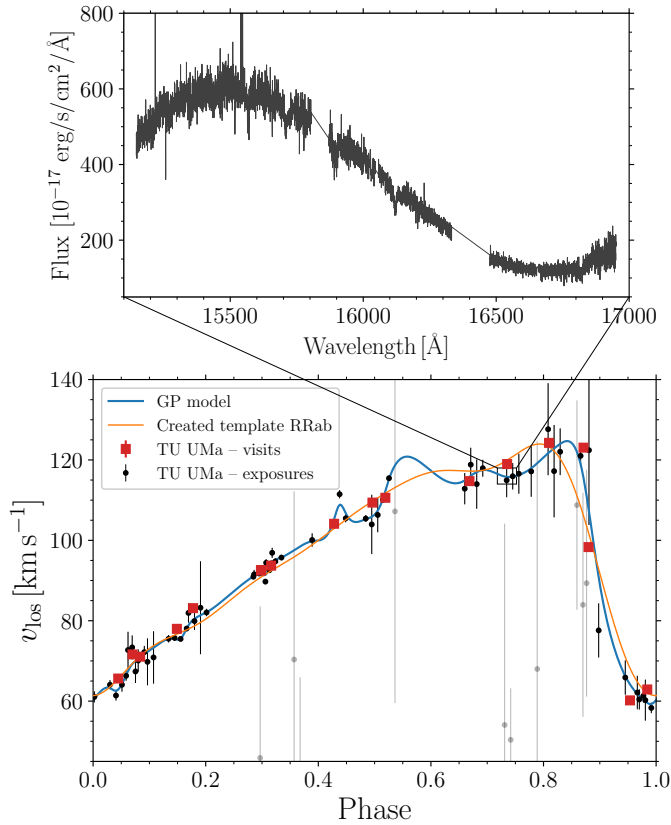 800
600
400
200
Flux [10⁻¹⁷ erg/s/cm²/Å]
15500 16000 16500 17000
Wavelength [Å]
140
120
100
80
60
v_los [km s⁻¹]
GP model
Created template RRab
TU UMa – visits
TU UMa – exposures
0.0 0.2 0.4 0.6 0.8 1.0
Phase